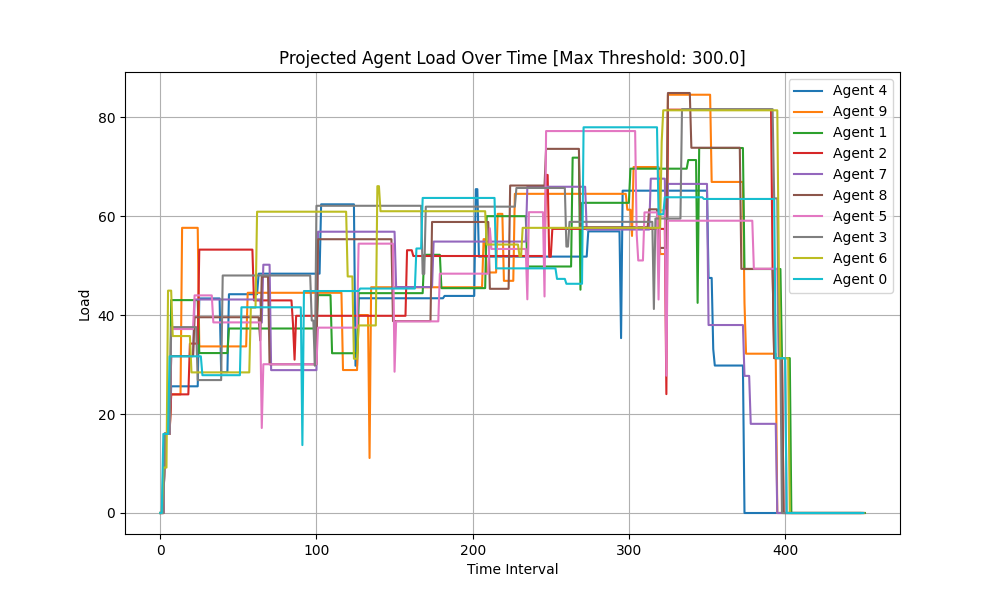 Projected Agent Load Over Time [Max Threshold: 300.0]
Load
80
60
40
20
0
0 100 200 300 400
Time Interval
Agent 4
Agent 9
Agent 1
Agent 2
Agent 7
Agent 8
Agent 5
Agent 3
Agent 6
Agent 0